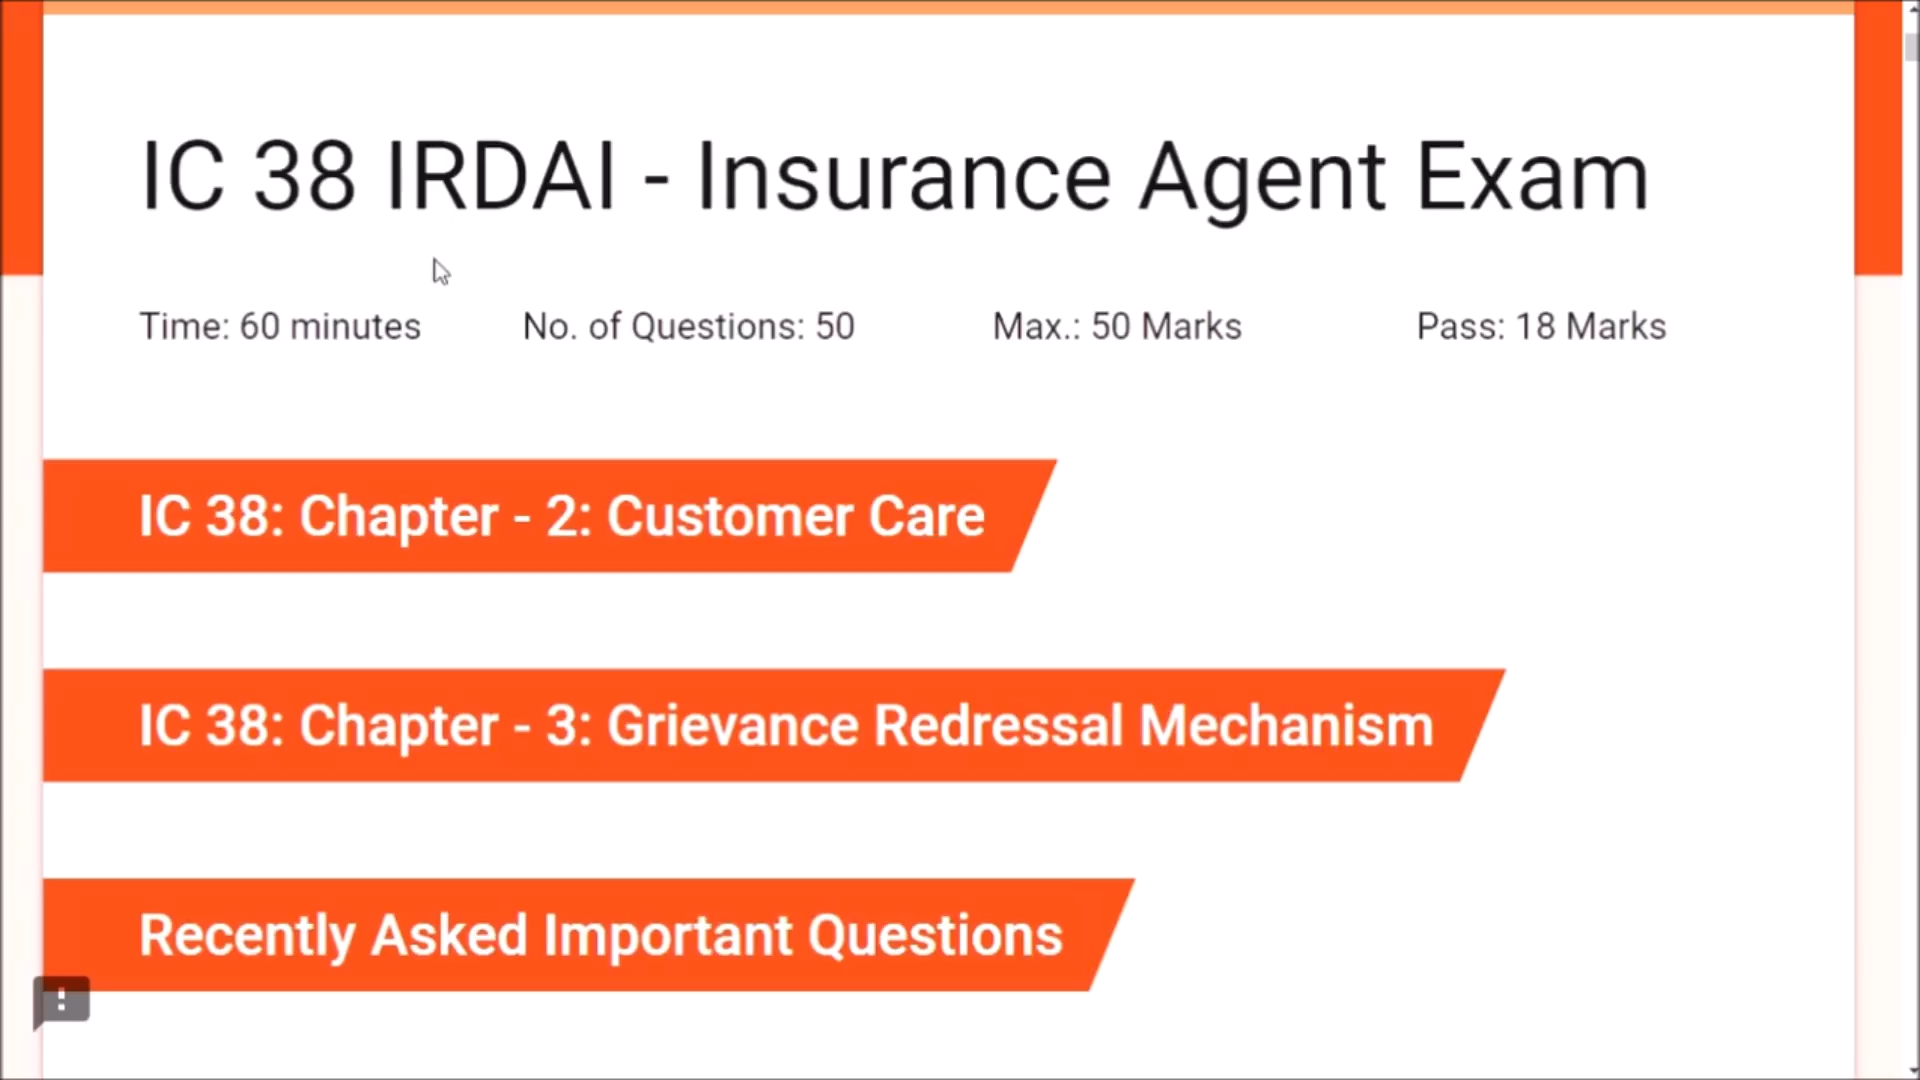 IC 38 IRDAI - Insurance Agent Exam
Time: 60 minutes No. of Questions: 50 Max.: 50 Marks Pass: 18 Marks
IC 38: Chapter - 2: Customer Care
IC 38: Chapter - 3: Grievance Redressal Mechanism
Recently Asked Important Questions